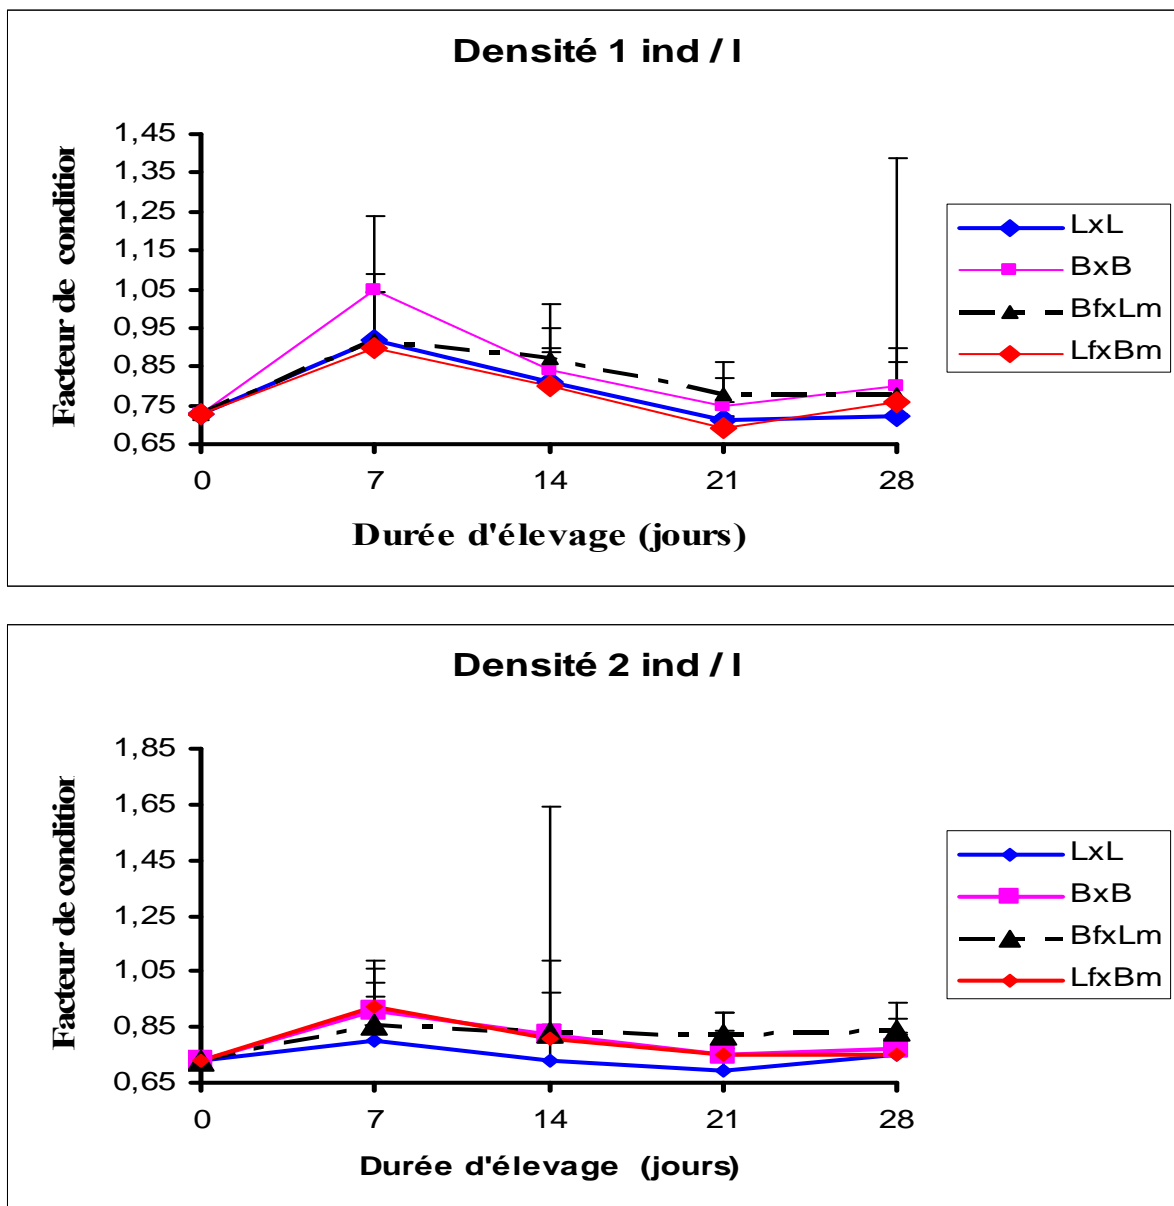 Densité 1 ind / l
Facteur de condition
1,45
1,35
1,25
1,15
1,05
0,95
0,85
0,75
0,65
0
7
14
21
28
Durée d'élevage (jours)
LxL
BxB
BfxLm
LfxBm
Densité 2 ind / l
Facteur de condition
1,85
1,65
1,45
1,25
1,05
0,85
0,65
0
7
14
21
28
Durée d'élevage (jours)
LxL
BxB
BfxLm
LfxBm